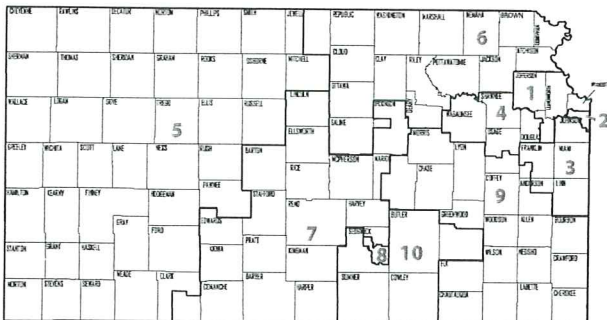 CHEYENNE RAWLINS DECATUR NORTON PHILLIPS SMITH JEWELL REPUBLIC WASHINGTON MARSHALL NEMAHA BROWN
6
ATCHISON
SHERMAN THOMAS SHERIDAN GRAHAM ROOKS OSBORNE MITCHELL CLOUD CLAY RILEY POTTAWATOMIE JACKSON JEFFERSON
1
WALLACE LOGAN GOVE TREGO ELLIS RUSSELL LINCOLN OTTAWA DICKINSON WABAUNSEE SHAWNEE DOUGLAS JOHNSON
5 4 2
SALINE ELLSWORTH MORRIS OSAGE FRANKLIN MIAMI
3
GREELEY WICHITA SCOTT LANE NESS RUSH BARTON RICE MCPHERSON MARION CHASE LYON COFFEY ANDERSON LINN
9
HAMILTON KEARNY FINNEY HODGEMAN PAWNEE STAFFORD RENO HARVEY BUTLER GREENWOOD WOODSON ALLEN BOURBON
GRAY FORD EDWARDS SEDGWICK
7 8 10
STANTON GRANT HASKELL KIOWA PRATT KINGMAN ELK WILSON NEOSHO CRAWFORD
MORTON STEVENS SEWARD MEADE CLARK COMANCHE BARBER HARPER SUMNER COWLEY CHAUTAUQUA LABETTE CHEROKEE